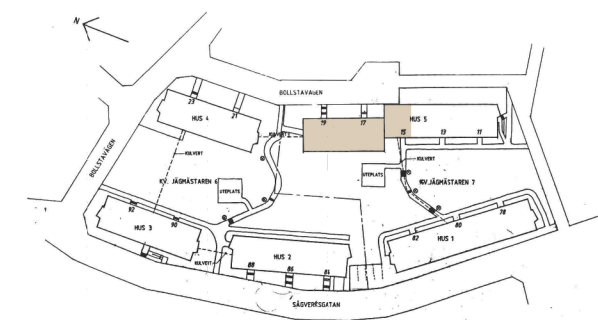 N
BOLLSTAVÄGEN
23
21
HUS 4
19
17
HUS 5
15
13
11
KULVERT
KULVERT
KULVERT
BOLLSTAVÄGEN
KV. JÄGMÄSTAREN 6
UTEPLATS
UTEPLATS
KV. JÄGMÄSTAREN 7
92
90
HUS 3
KULVERT
HUS 2
88
86
84
82
80
78
HUS 1
SÅGVERKSGATAN